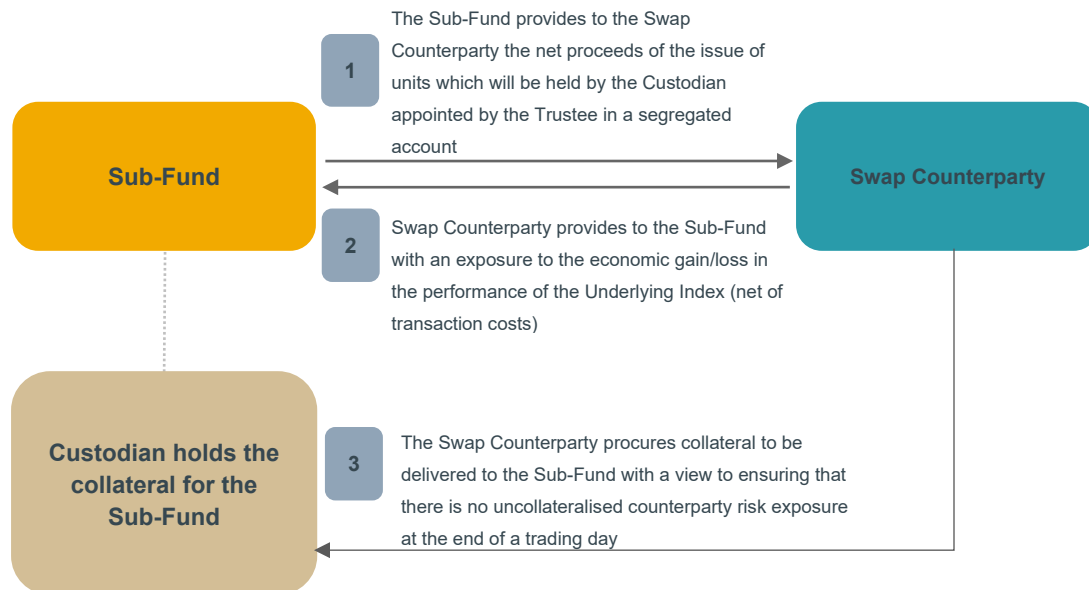 The Sub-Fund provides to the Swap
Counterparty the net proceeds of the issue of
1
units which will be held by the Custodian
appointed by the Trustee in a segregated
account
Sub-Fund
Swap Counterparty
2
Swap Counterparty provides to the Sub-Fund
with an exposure to the economic gain/loss in
the performance of the Underlying Index (net of
transaction costs)
Custodian holds the
collateral for the
Sub-Fund
3
The Swap Counterparty procures collateral to be
delivered to the Sub-Fund with a view to ensuring that
there is no uncollateralised counterparty risk exposure
at the end of a trading day